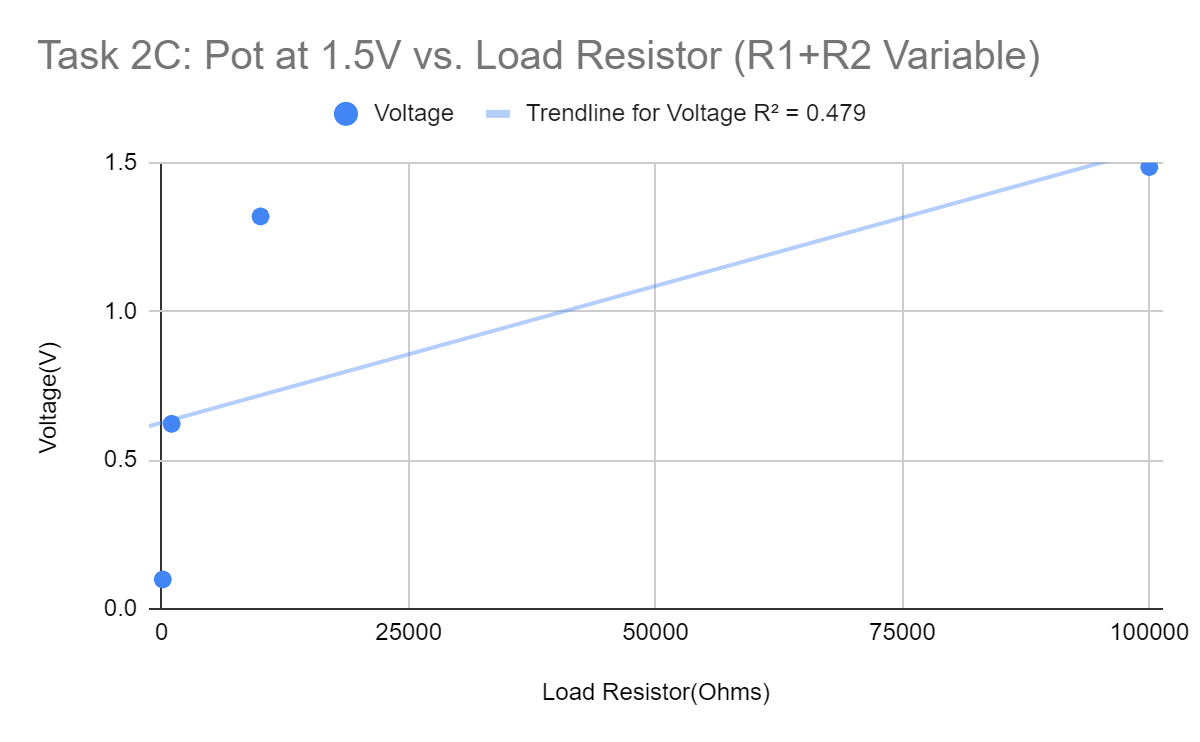 Task 2C: Pot at 1.5V vs. Load Resistor (R1+R2 Variable)
Voltage Trendline for Voltage R² = 0.479
1.5
1.0
0.5
0.0
Voltage(V)
0 25000 50000 75000 100000
Load Resistor(Ohms)